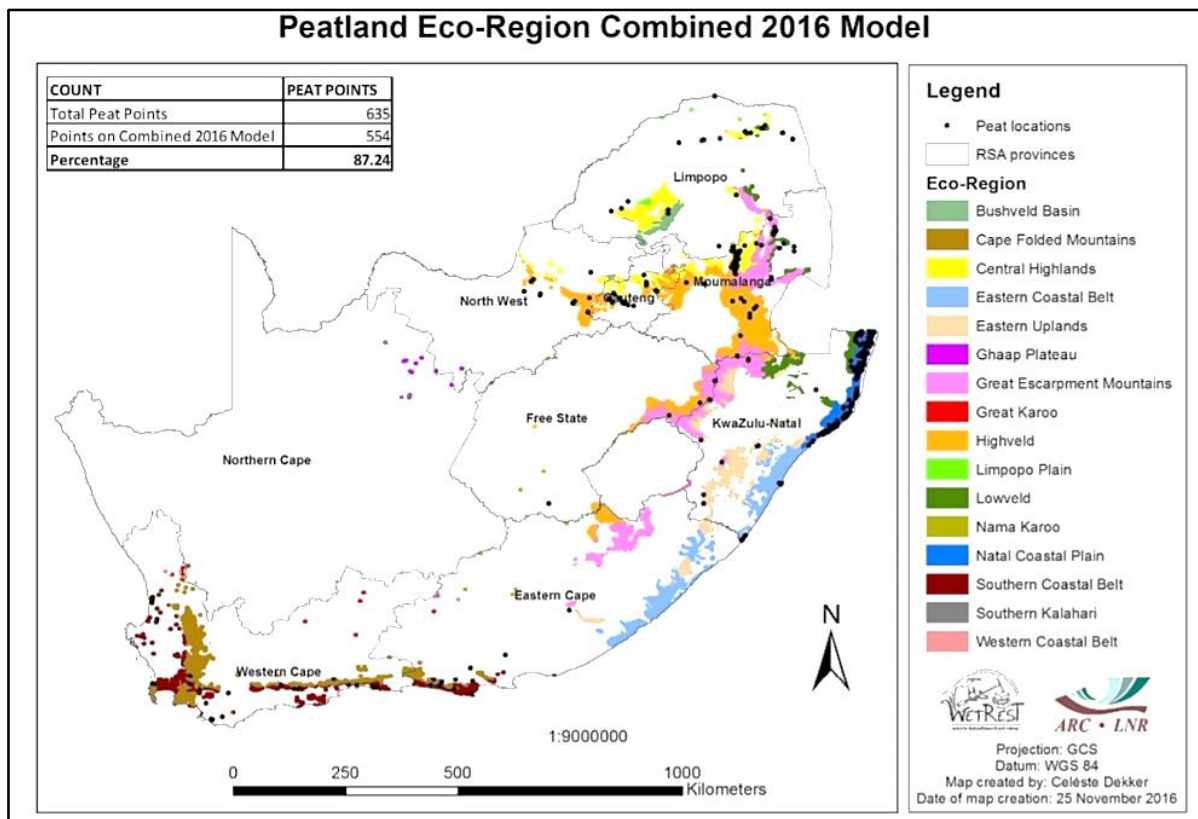 Peatland Eco-Region Combined 2016 Model
COUNT PEAT POINTS
Total Peat Points 635
Points on Combined 2016 Model 554
Percentage 87.24
Limpopo
North West
Gauteng
Mpumalanga
Free State
KwaZulu-Natal
Northern Cape
Eastern Cape
Western Cape
N
1:9000000
0 250 500 1000
Kilometers
Legend
Peat locations
RSA provinces
Eco-Region
Bushveld Basin
Cape Folded Mountains
Central Highlands
Eastern Coastal Belt
Eastern Uplands
Ghaap Plateau
Great Escarpment Mountains
Great Karoo
Highveld
Limpopo Plain
Lowveld
Nama Karoo
Natal Coastal Plain
Southern Coastal Belt
Southern Kalahari
Western Coastal Belt
WETREST
ARC • LNR
Projection: GCS
Datum: WGS 84
Map created by: Celéste Dekker
Date of map creation: 25 November 2016